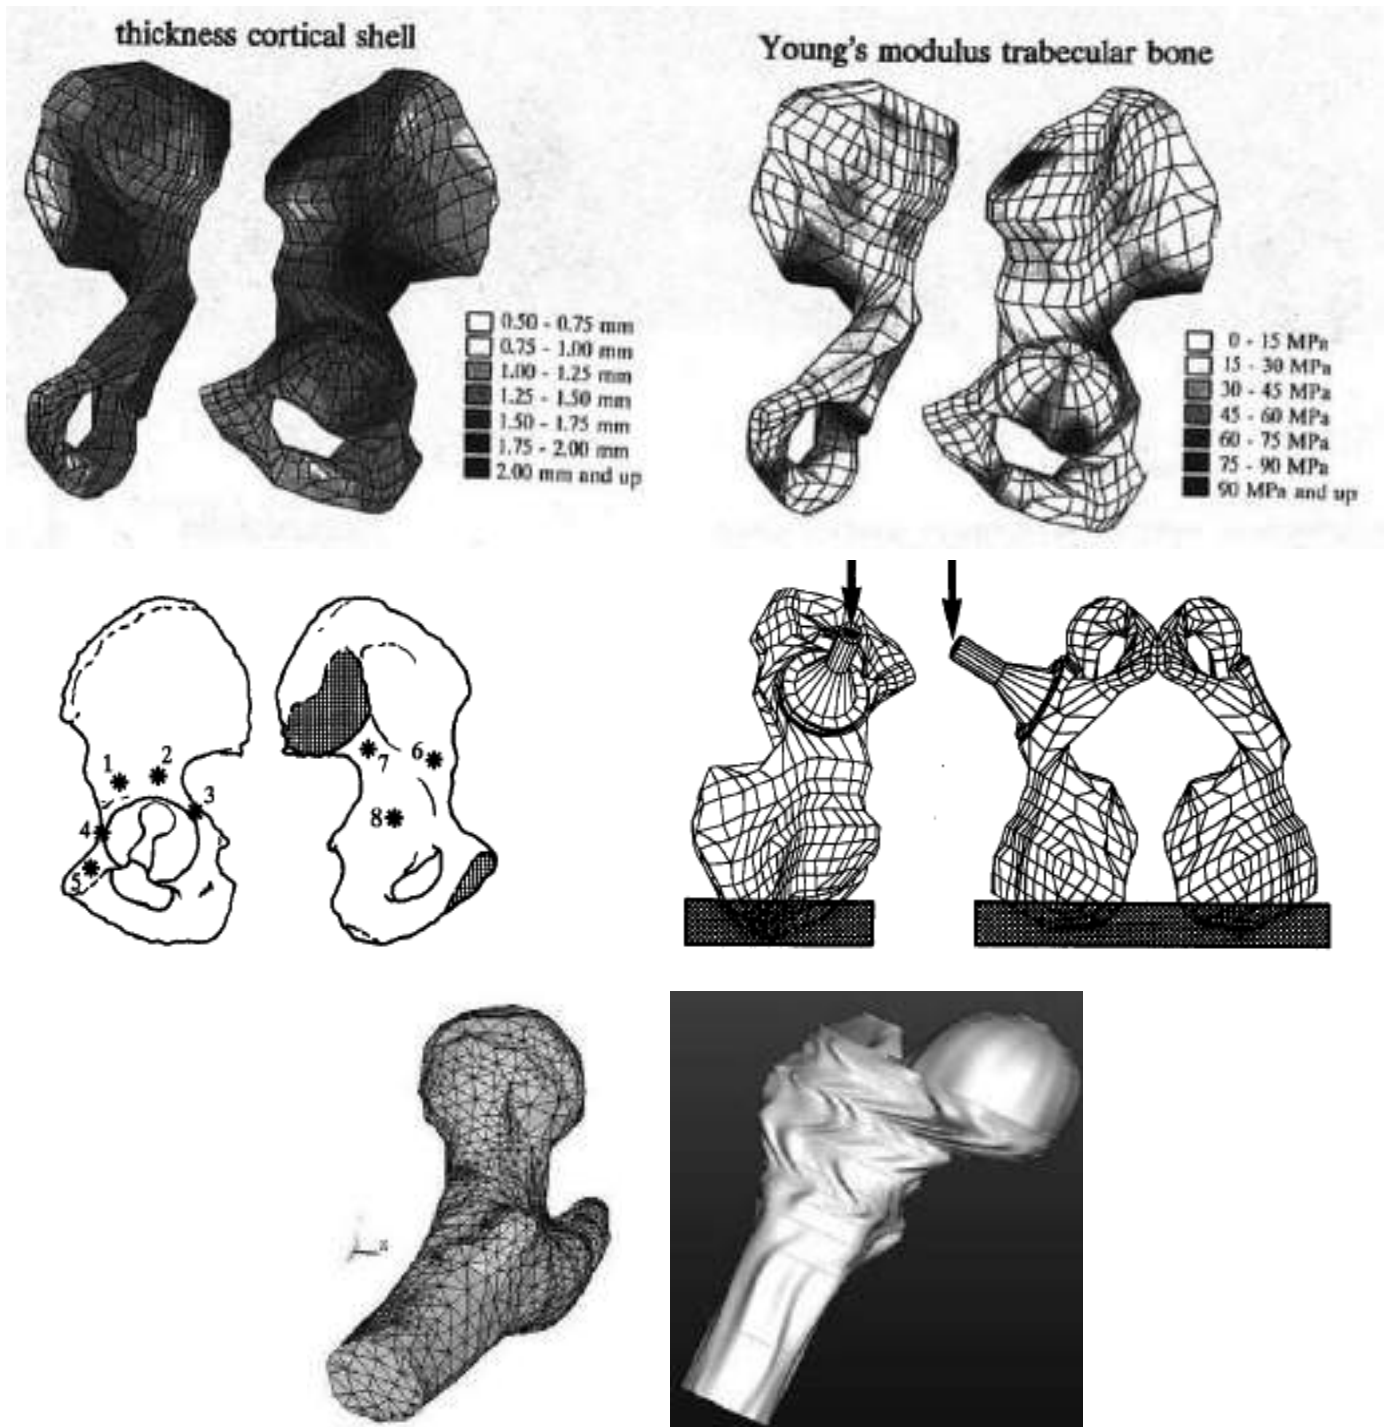 thickness cortical shell
Young's modulus trabecular bone
0.50 - 0.75 mm
0.75 - 1.00 mm
1.00 - 1.25 mm
1.25 - 1.50 mm
1.50 - 1.75 mm
1.75 - 2.00 mm
2.00 mm and up
0 - 15 MPa
15 - 30 MPa
30 - 45 MPa
45 - 60 MPa
60 - 75 MPa
75 - 90 MPa
90 MPa and up
1
2
3
4
5
6
7
8